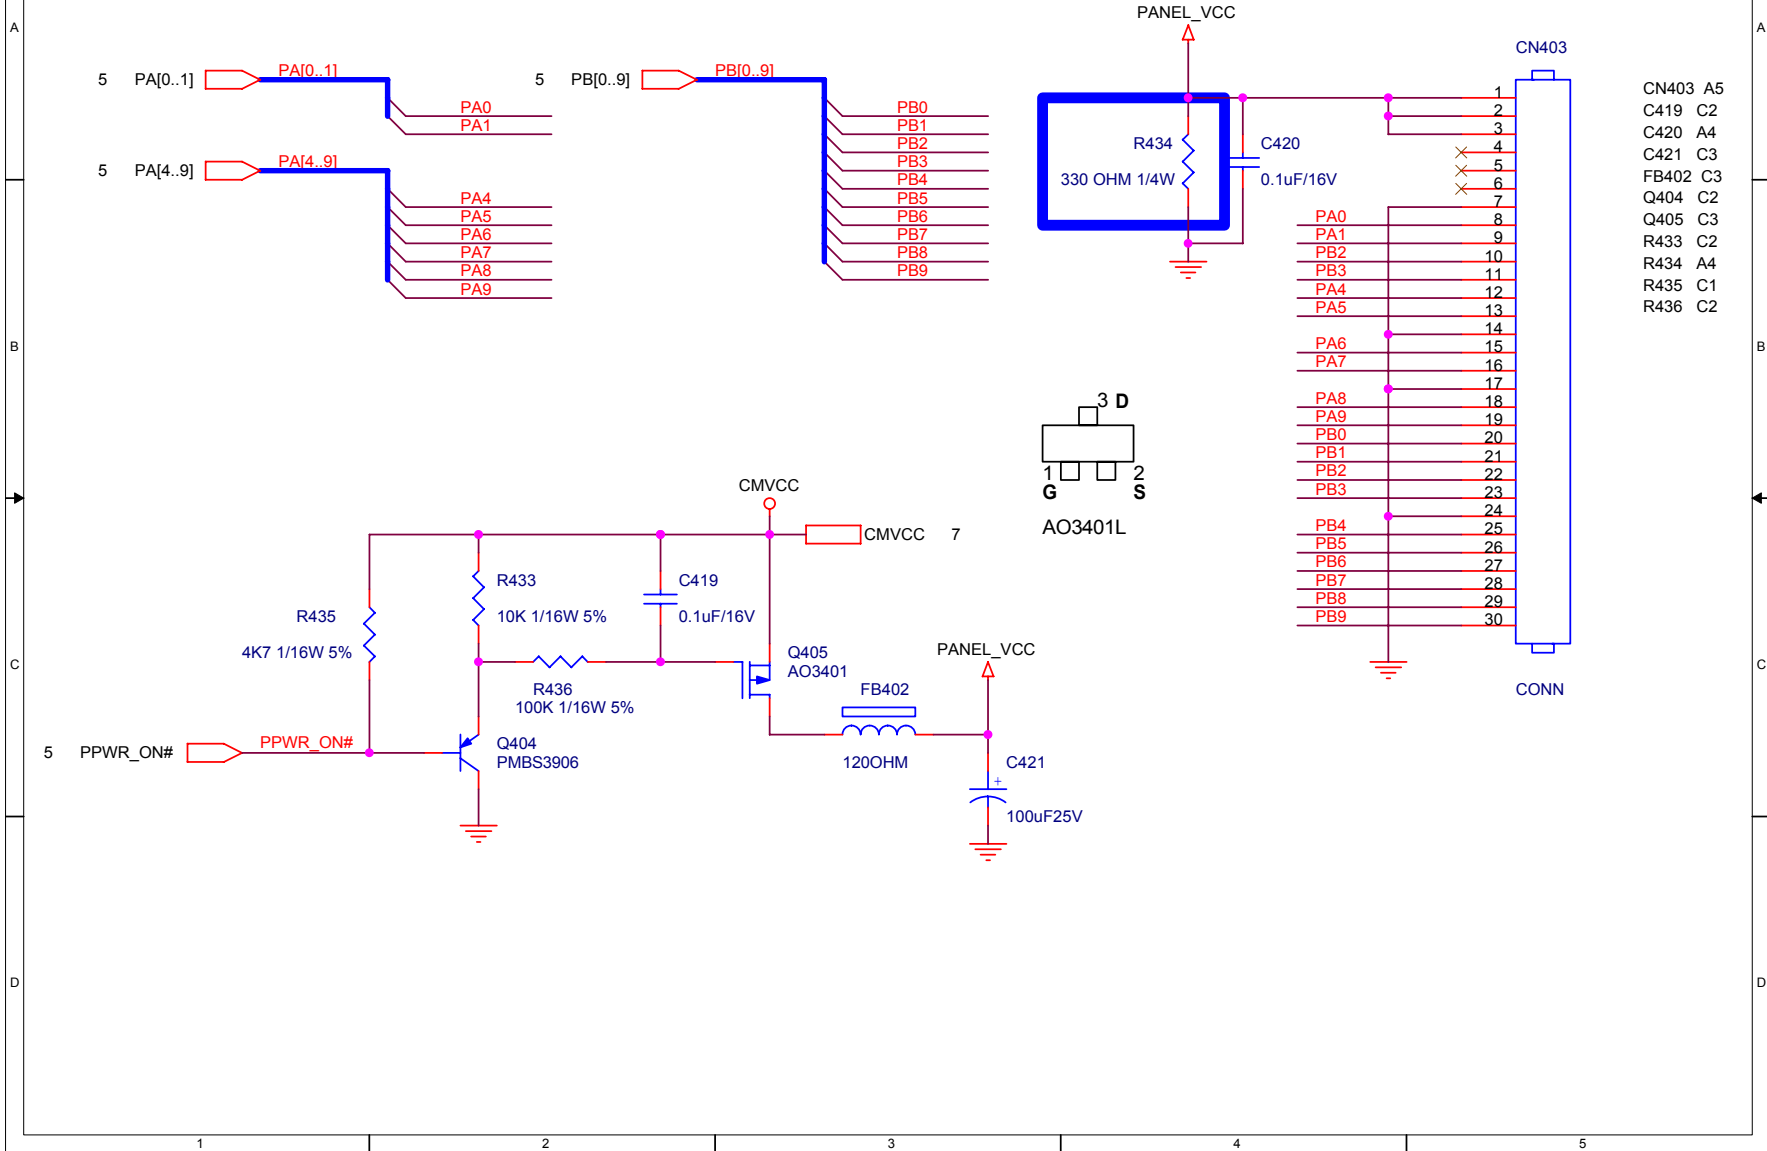 PANEL_VCC
A
A
CN403
5 PA[0..1] PA[0..1]
5 PB[0..9] PB[0..9]
PA0
PA1
5 PA[4..9] PA[4..9]
PA4
PA5
PA6
PA7
PA8
PA9
PB0
PB1
PB2
PB3
PB4
PB5
PB6
PB7
PB8
PB9
R434
330 OHM 1/4W
C420
0.1uF/16V
1
2
3
4
5
6
7
PA0 8
PA1 9
PB2 10
PB3 11
PA4 12
PA5 13
14
PA6 15
PA7 16
17
PA8 18
PA9 19
PB0 20
PB1 21
PB2 22
PB3 23
24
PB4 25
PB5 26
PB6 27
PB7 28
PB8 29
PB9 30
CONN
CN403 A5
C419 C2
C420 A4
C421 C3
FB402 C3
Q404 C2
Q405 C3
R433 C2
R434 A4
R435 C1
R436 C2
B
B
3 D
1 2
G S
AO3401L
CMVCC
CMVCC 7
R433
10K 1/16W 5%
C419
0.1uF/16V
R435
4K7 1/16W 5%
Q405
AO3401
R436
100K 1/16W 5%
PANEL_VCC
FB402
120OHM
C
C
5 PPWR_ON# PPWR_ON#
Q404
PMBS3906
C421
+
100uF25V
D
D
1 2 3 4 5